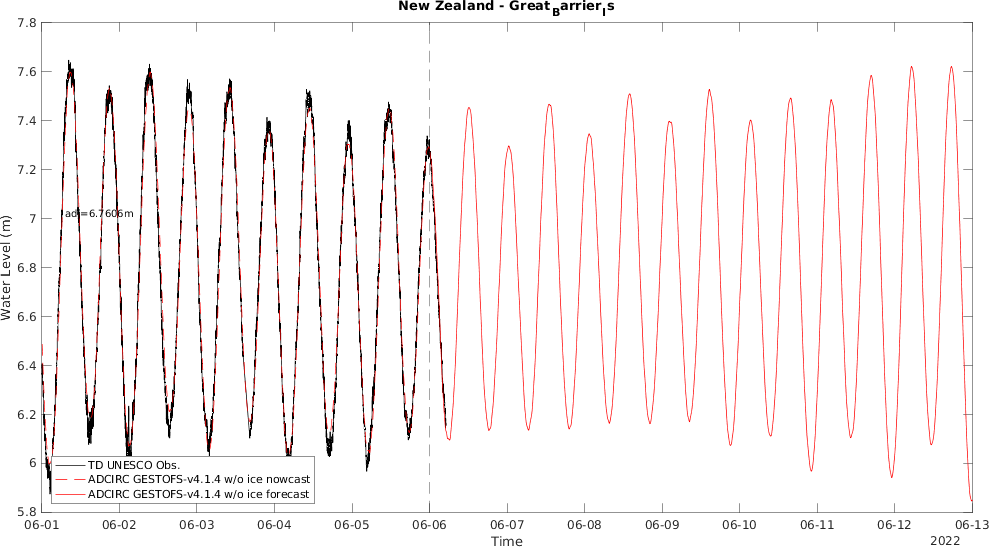 New Zealand - Great_Barrier_Is
7.8
7.6
7.4
7.2
7
6.8
6.6
6.4
6.2
6
5.8
Water Level (m)
adj=6.7606m
TD UNESCO Obs.
ADCIRC GESTOFS-v4.1.4 w/o ice nowcast
ADCIRC GESTOFS-v4.1.4 w/o ice forecast
06-01 06-02 06-03 06-04 06-05 06-06 06-07 06-08 06-09 06-10 06-11 06-12 06-13
Time
2022